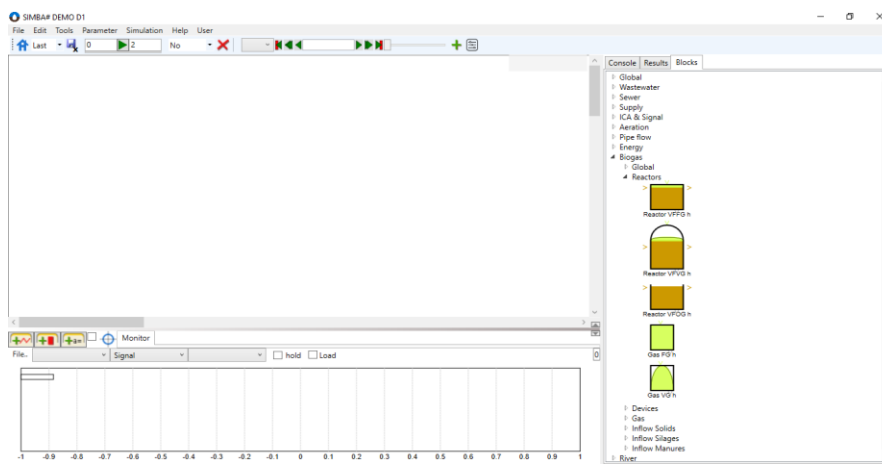 SIMBA# DEMO D1
File Edit Tools Parameter Simulation Help User
Last 0 2 No
Console Results Blocks
Global
Wastewater
Sewer
Supply
ICA & Signal
Aeration
Pipe flow
Energy
Biogas
Global
Reactors
Reactor VFFG h
Reactor VFVG h
Reactor VFOG h
Gas FG h
Gas VG h
Devices
Gas
Inflow Solids
Inflow Silages
Inflow Manures
River
a= Monitor
File.. Signal hold Load 0
-1 -0.9 -0.8 -0.7 -0.6 -0.5 -0.4 -0.3 -0.2 -0.1 0 0.1 0.2 0.3 0.4 0.5 0.6 0.7 0.8 0.9 1